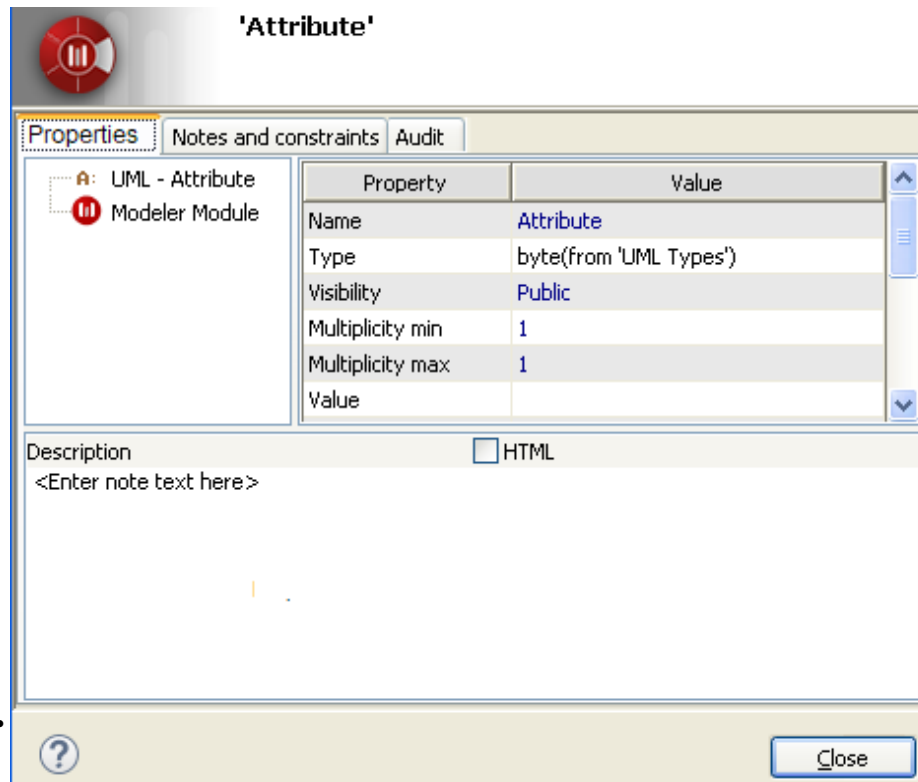 'Attribute'
Properties Notes and constraints Audit
A: UML - Attribute
Modeler Module
Property Value
Name Attribute
Type byte(from 'UML Types')
Visibility Public
Multiplicity min 1
Multiplicity max 1
Value
Description HTML
<Enter note text here>
? Close